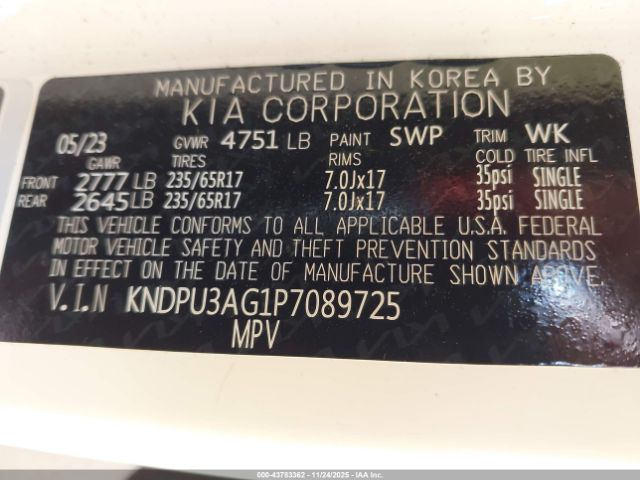 MANUFACTURED IN KOREA BY
KIA CORPORATION
05/23 GVWR 4751 LB PAINT SWP TRIM WK
GAWR TIRES RIMS COLD TIRE INFL
FRONT 2777 LB 235/65R17 7.0Jx17 35psi SINGLE
REAR 2645 LB 235/65R17 7.0Jx17 35psi SINGLE
THIS VEHICLE CONFORMS TO ALL APPLICABLE U.S.A. FEDERAL
MOTOR VEHICLE SAFETY AND THEFT PREVENTION STANDARDS
IN EFFECT ON THE DATE OF MANUFACTURE SHOWN ABOVE.
V.I.N KNDPU3AG1P7089725
MPV
000-43783362 - 11/24/2025 - IAA, Inc.